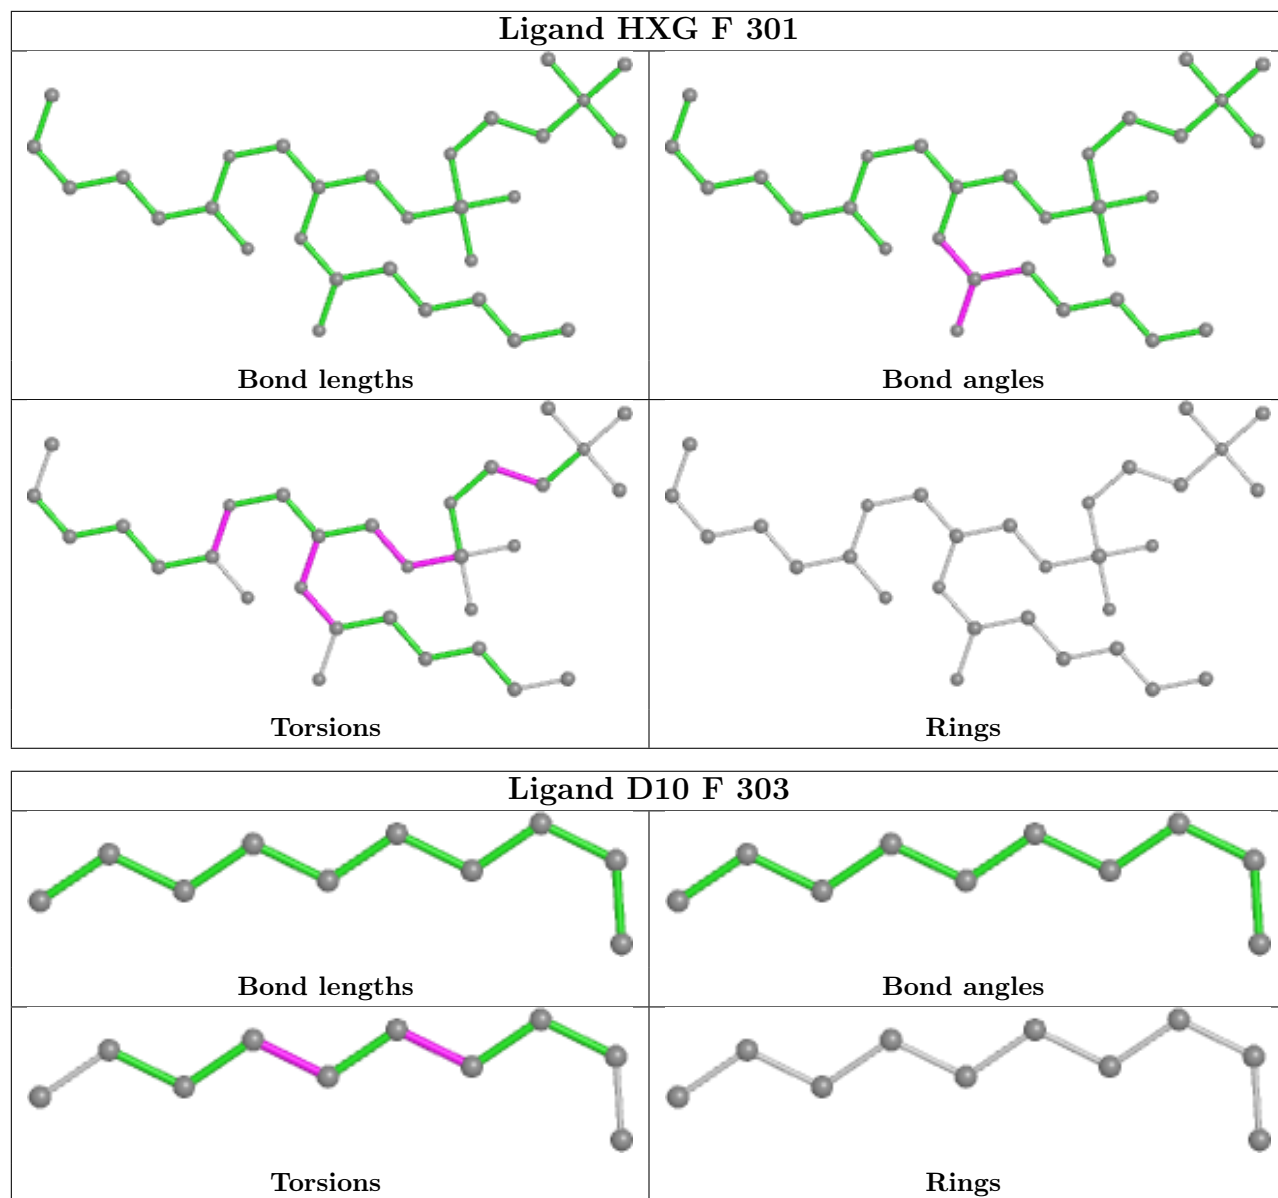 Ligand HXG F 301
Bond lengths
Bond angles
Torsions
Rings
Ligand D10 F 303
Bond lengths
Bond angles
Torsions
Rings